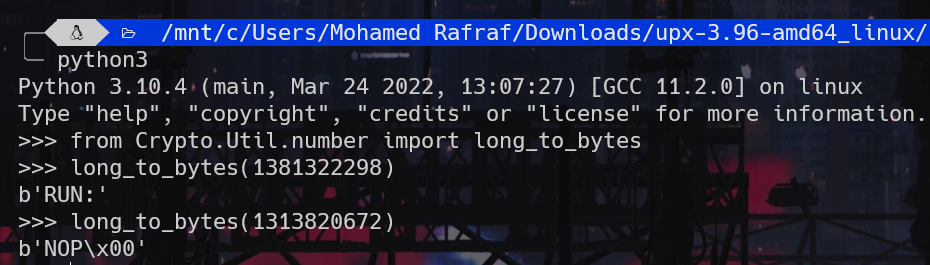 /mnt/c/Users/Mohamed Rafraf/Downloads/upx-3.96-amd64_linux/
python3
Python 3.10.4 (main, Mar 24 2022, 13:07:27) [GCC 11.2.0] on linux
Type "help", "copyright", "credits" or "license" for more information.
>>> from Crypto.Util.number import long_to_bytes
>>> long_to_bytes(1381322298)
b'RUN:'
>>> long_to_bytes(1313820672)
b'NOP\x00'